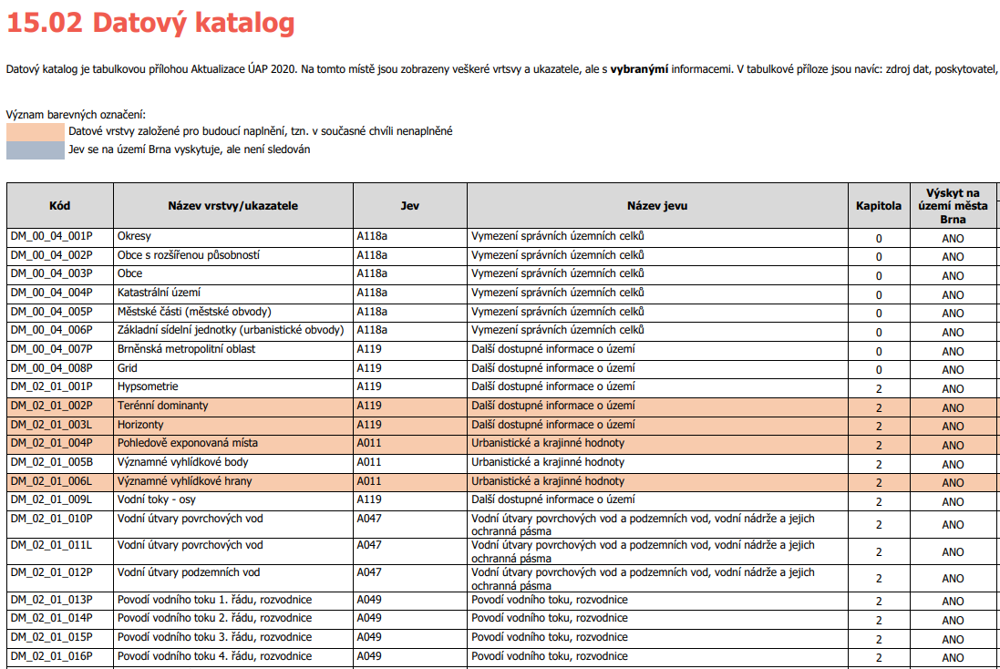 15.02 Datový katalog
Datový katalog je tabulkovou přílohou Aktualizace ÚAP 2020. Na tomto místě jsou zobrazeny veškeré vrtsvy a ukazatele, ale s vybranými informacemi. V tabulkové příloze jsou navíc: zdroj dat, poskytovatel,
Význam barevných označení:
Datové vrstvy založené pro budoucí naplnění, tzn. v současné chvíli nenaplněné
Jev se na území Brna vyskytuje, ale není sledován
Kód Název vrstvy/ukazatele Jev Název jevu Kapitola Výskyt na
území města
Brna
DM_00_04_001P Okresy A118a Vymezení správních územních celků 0 ANO
DM_00_04_002P Obce s rozšířenou působností A118a Vymezení správních územních celků 0 ANO
DM_00_04_003P Obce A118a Vymezení správních územních celků 0 ANO
DM_00_04_004P Katastrální území A118a Vymezení správních územních celků 0 ANO
DM_00_04_005P Městské části (městské obvody) A118a Vymezení správních územních celků 0 ANO
DM_00_04_006P Základní sídelní jednotky (urbanistické obvody) A118a Vymezení správních územních celků 0 ANO
DM_00_04_007P Brněnská metropolitní oblast A119 Další dostupné informace o území 0 ANO
DM_00_04_008P Grid A119 Další dostupné informace o území 0 ANO
DM_02_01_001P Hypsometrie A119 Další dostupné informace o území 2 ANO
DM_02_01_002P Terénní dominanty A119 Další dostupné informace o území 2 ANO
DM_02_01_003L Horizonty A119 Další dostupné informace o území 2 ANO
DM_02_01_004P Pohledově exponovaná místa A011 Urbanistické a krajinné hodnoty 2 ANO
DM_02_01_005B Významné vyhlídkové body A011 Urbanistické a krajinné hodnoty 2 ANO
DM_02_01_006L Významné vyhlídkové hrany A011 Urbanistické a krajinné hodnoty 2 ANO
DM_02_01_009L Vodní toky - osy A119 Další dostupné informace o území 2 ANO
DM_02_01_010P Vodní útvary povrchových vod A047 Vodní útvary povrchových vod a podzemních vod, vodní nádrže a jejich
ochranná pásma 2 ANO
DM_02_01_011L Vodní útvary povrchových vod A047 Vodní útvary povrchových vod a podzemních vod, vodní nádrže a jejich
ochranná pásma 2 ANO
DM_02_01_012P Vodní útvary podzemních vod A047 Vodní útvary povrchových vod a podzemních vod, vodní nádrže a jejich
ochranná pásma 2 ANO
DM_02_01_013P Povodí vodního toku 1. řádu, rozvodnice A049 Povodí vodního toku, rozvodnice 2 ANO
DM_02_01_014P Povodí vodního toku 2. řádu, rozvodnice A049 Povodí vodního toku, rozvodnice 2 ANO
DM_02_01_015P Povodí vodního toku 3. řádu, rozvodnice A049 Povodí vodního toku, rozvodnice 2 ANO
DM_02_01_016P Povodí vodního toku 4. řádu, rozvodnice A049 Povodí vodního toku, rozvodnice 2 ANO